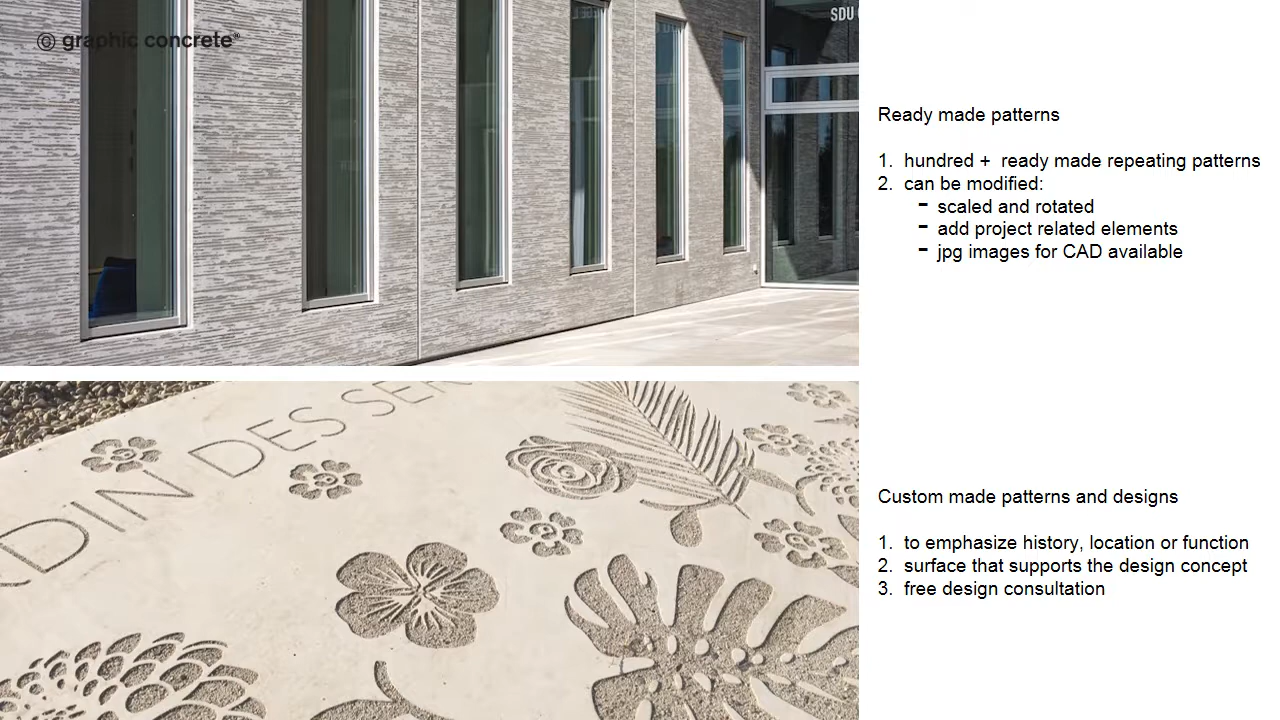 graphic concrete®
SDU
Ready made patterns
1. hundred + ready made repeating patterns
2. can be modified:
- scaled and rotated
- add project related elements
- jpg images for CAD available
DIN DES SER
Custom made patterns and designs
1. to emphasize history, location or function
2. surface that supports the design concept
3. free design consultation